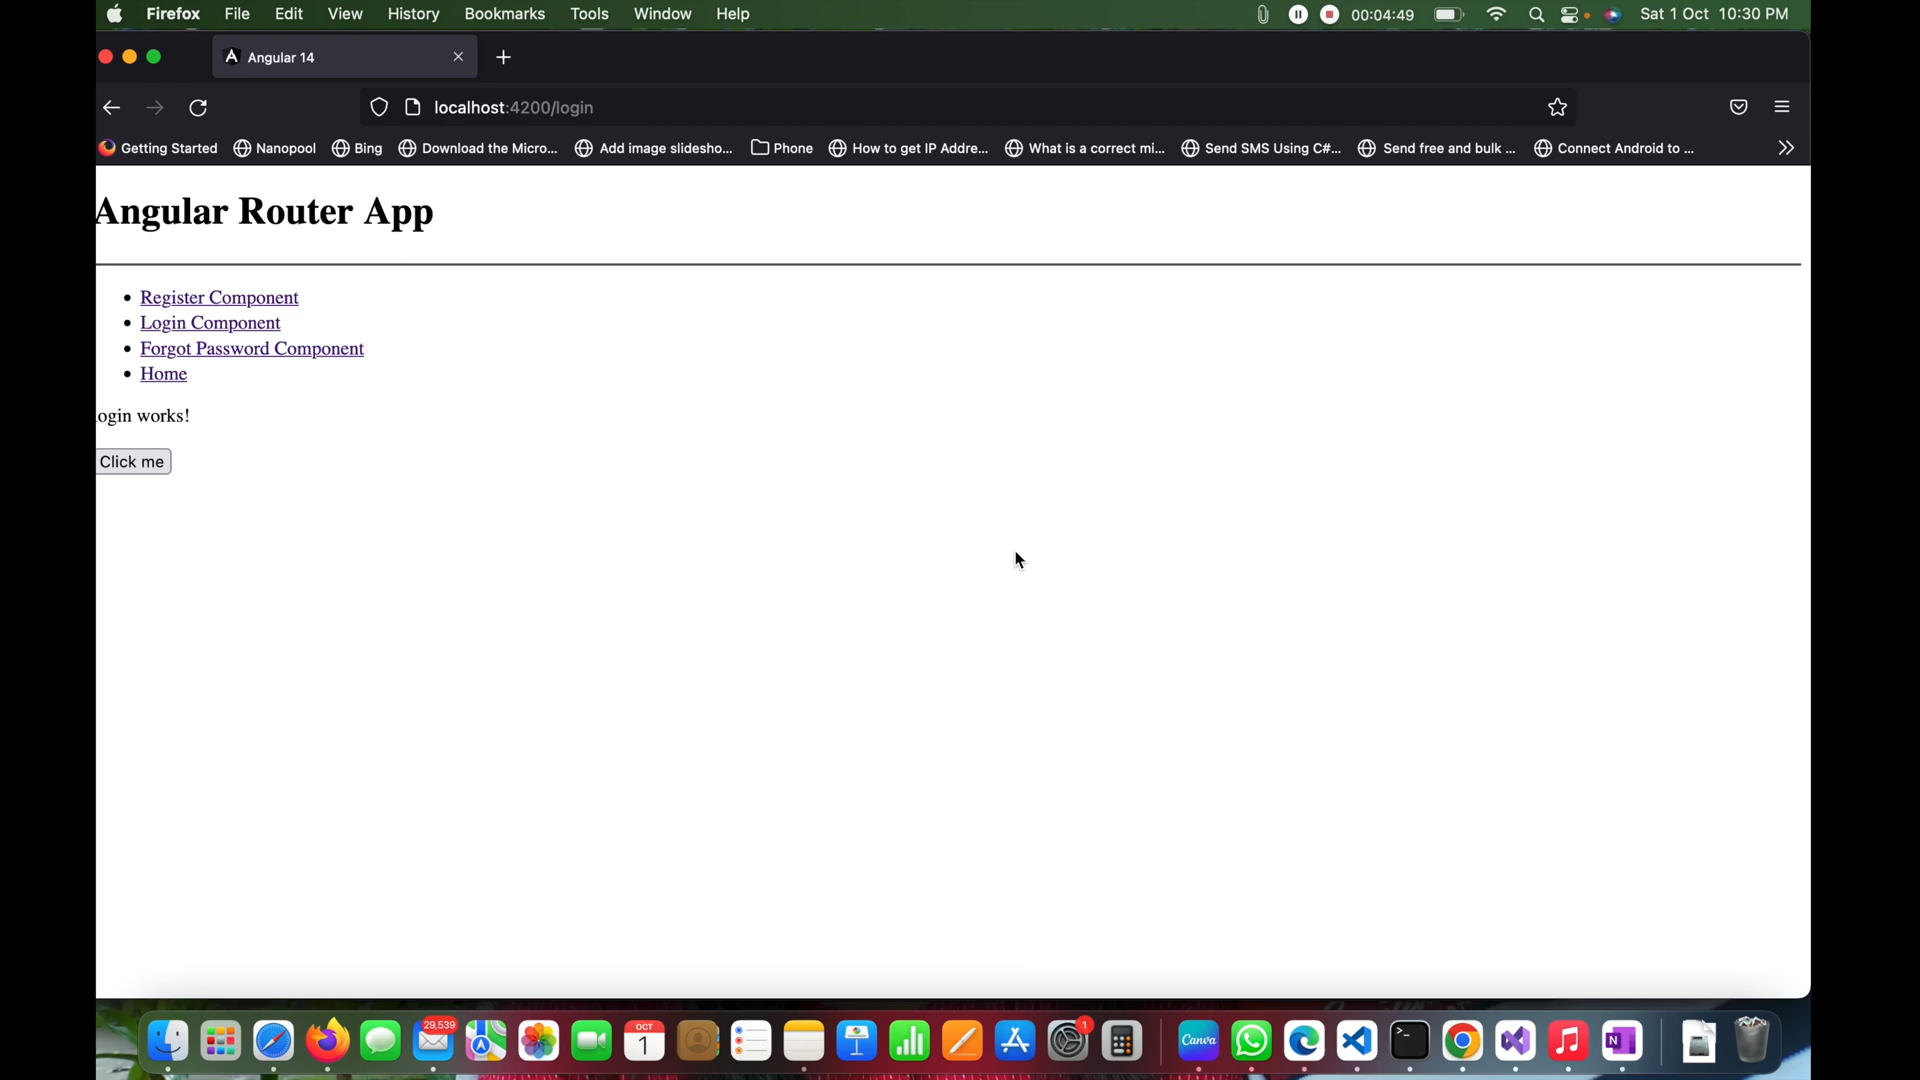 Firefox File Edit View History Bookmarks Tools Window Help 00:04:49 Sat 1 Oct 10:30 PM
Angular 14
localhost:4200/login
Getting Started Nanopool Bing Download the Micro... Add image slidesho... Phone How to get IP Addre... What is a correct mi... Send SMS Using C#... Send free and bulk ... Connect Android to ...
Angular Router App
Register Component
Login Component
Forgot Password Component
Home
ogin works!
Click me
29,539 OCT 1 1 Canva N